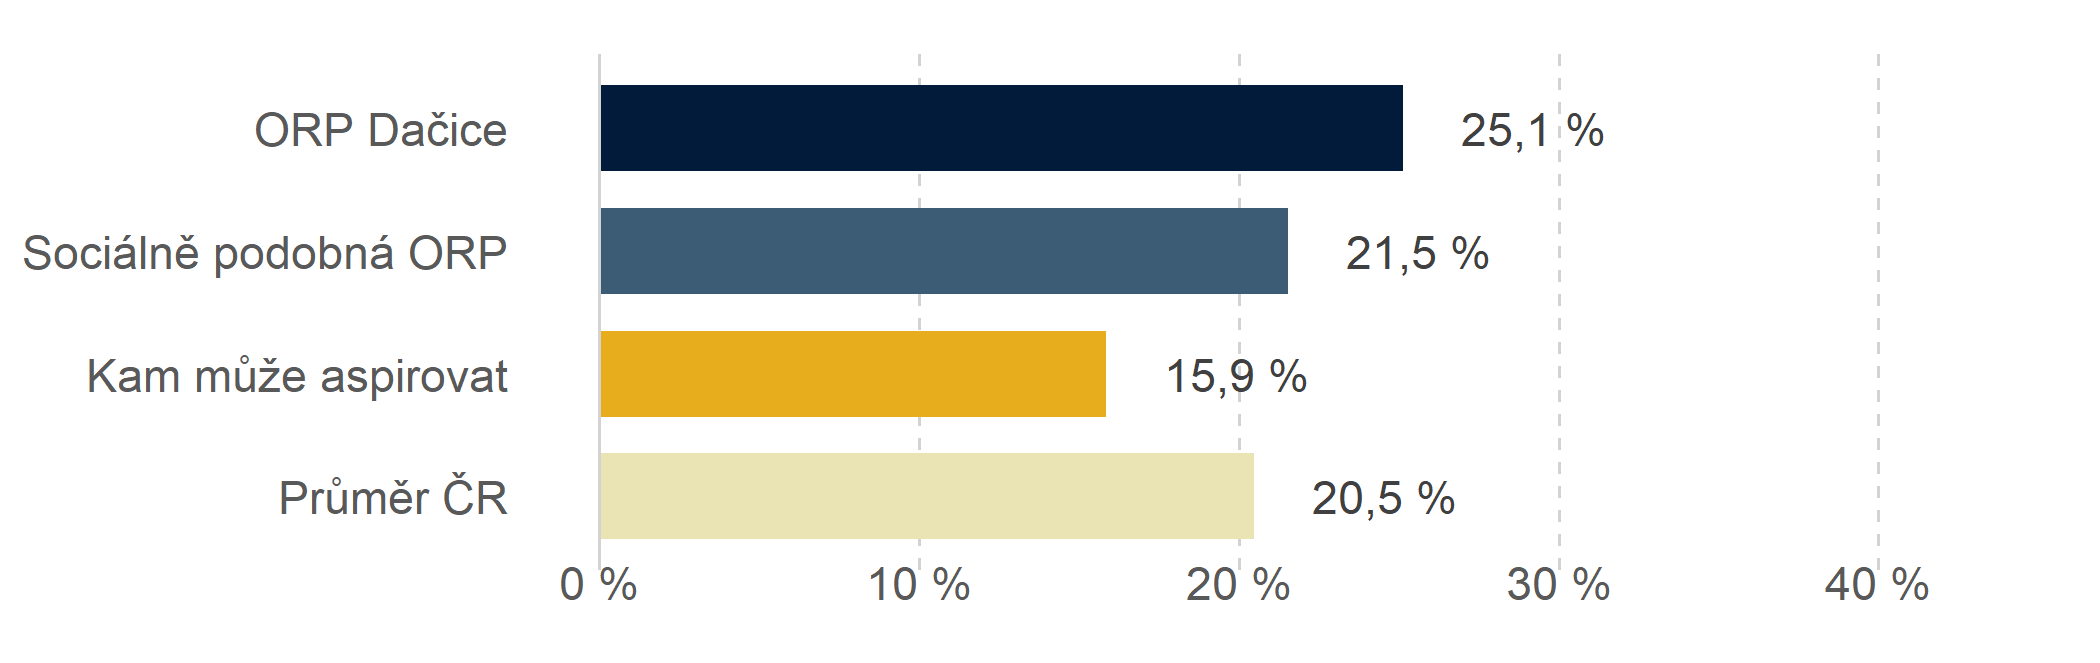 ORP Dačice
25,1 %
Sociálně podobná ORP
21,5 %
Kam může aspirovat
15,9 %
Průměr ČR
20,5 %
0 %
10 %
20 %
30 %
40 %